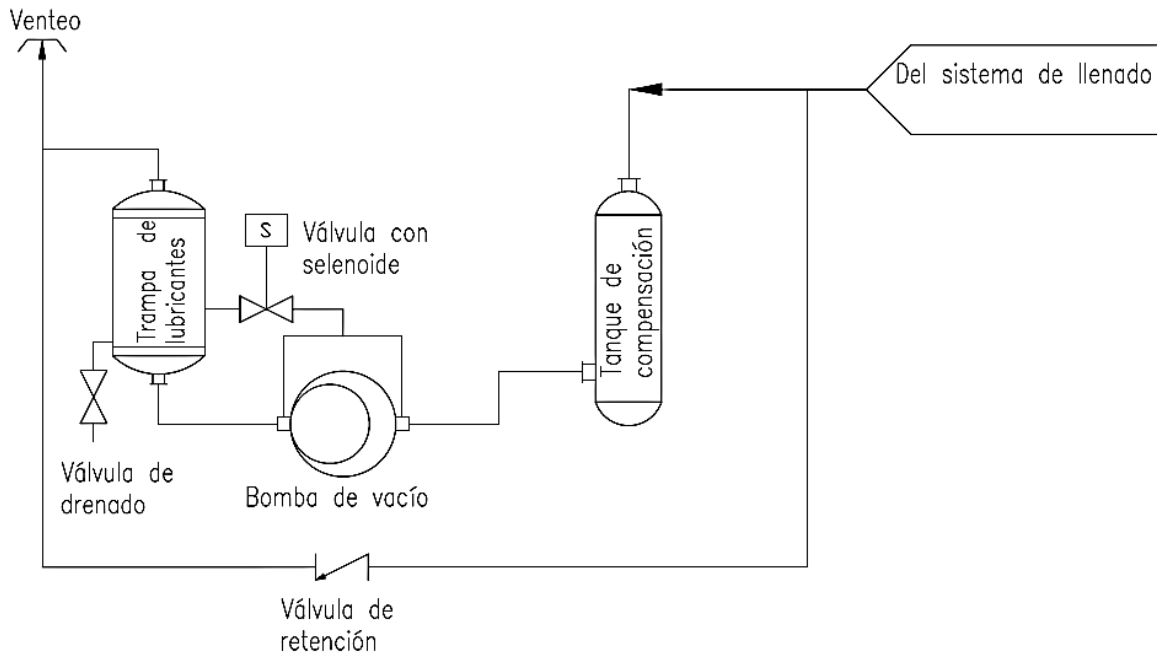 Venteo
Del sistema de llenado
S
Válvula con
selenoide
Trampa de
lubricantes
Tanque de
compensación
Válvula de
drenado
Bomba de vacío
Válvula de
retención